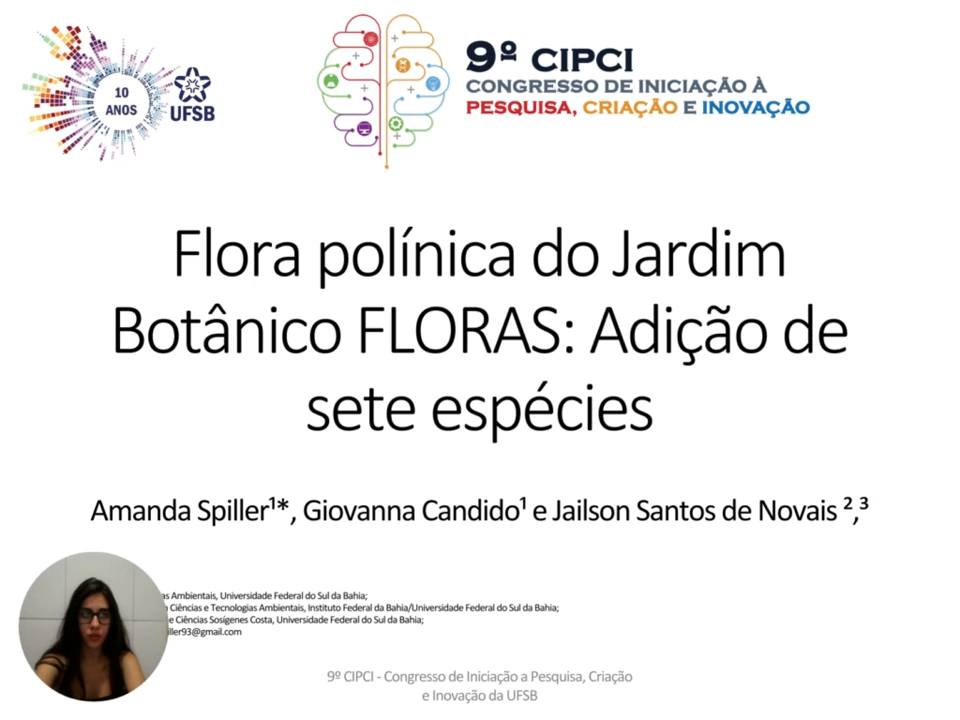 10
ANOS
UFSB
9º CIPCI
CONGRESSO DE INICIAÇÃO À
PESQUISA, CRIAÇÃO E INOVAÇÃO
Flora polínica do Jardim
Botânico FLORAS: Adição de
sete espécies
Amanda Spiller¹*, Giovanna Candido¹ e Jailson Santos de Novais ²,³
Ambientais, Universidade Federal do Sul da Bahia;
Ciências e Tecnologias Ambientais, Instituto Federal da Bahia/Universidade Federal do Sul da Bahia;
e Ciências Sosígenes Costa, Universidade Federal do Sul da Bahia;
iller93@gmail.com
9º CIPCI - Congresso de Iniciação a Pesquisa, Criação
e Inovação da UFSB